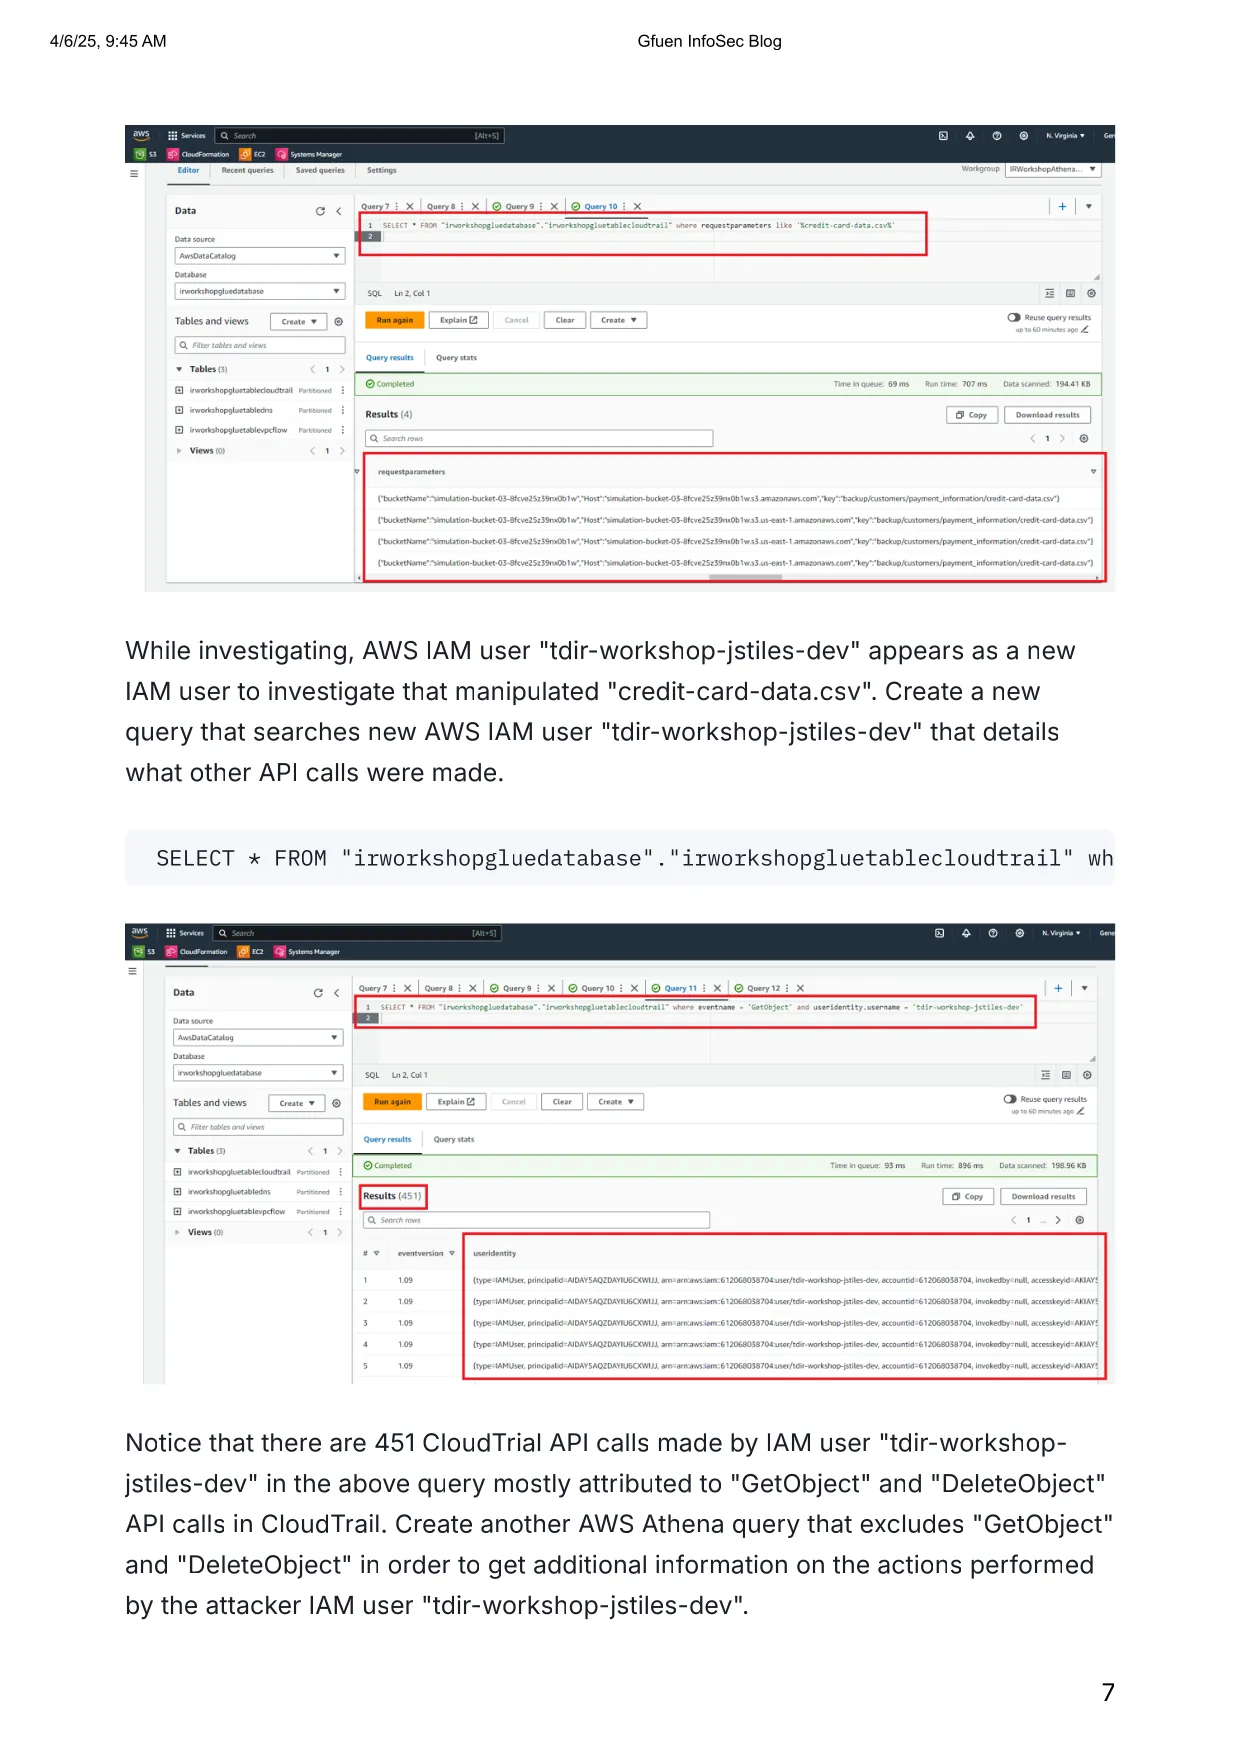 4/6/25, 9:45 AM Gfuen InfoSec Blog
aws Services Search [Alt+S] N. Virginia Gen
S3 CloudFormation EC2 Systems Manager
Editor Recent queries Saved queries Settings Workgroup IRWorkshopAthena...
Data
Query 7 Query 8 Query 9 Query 10
1 SELECT * FROM "irworkshopgluedatabase"."irworkshopgluetablecloudtrail" where requestparameters like '%credit-card-data.csv%'
2
Data source
AwsDataCatalog
Database
irworkshopgluedatabase
SQL Ln 2, Col 1
Tables and views Create
Run again Explain Cancel Clear Create
Reuse query results
up to 60 minutes ago
Filter tables and views
Query results Query stats
Tables (3) 1
irworkshopgluetablecloudtrail Partitioned
irworkshopgluetabledns Partitioned
irworkshopgluetablevpcflow Partitioned
Views (0) 1
Completed Time in queue: 69 ms Run time: 707 ms Data scanned: 194.41 KB
Results (4) Copy Download results
Search rows 1
requestparameters
{"bucketName":"simulation-bucket-03-8fcve25z39nx0b1w","Host":"simulation-bucket-03-8fcve25z39nx0b1w.s3.amazonaws.com","key":"backup/customers/payment_information/credit-card-data.csv"}
{"bucketName":"simulation-bucket-03-8fcve25z39nx0b1w","Host":"simulation-bucket-03-8fcve25z39nx0b1w.s3.us-east-1.amazonaws.com","key":"backup/customers/payment_information/credit-card-data.csv"}
{"bucketName":"simulation-bucket-03-8fcve25z39nx0b1w","Host":"simulation-bucket-03-8fcve25z39nx0b1w.s3.us-east-1.amazonaws.com","key":"backup/customers/payment_information/credit-card-data.csv"}
{"bucketName":"simulation-bucket-03-8fcve25z39nx0b1w","Host":"simulation-bucket-03-8fcve25z39nx0b1w.s3.us-east-1.amazonaws.com","key":"backup/customers/payment_information/credit-card-data.csv"}
While investigating, AWS IAM user "tdir-workshop-jstiles-dev" appears as a new
IAM user to investigate that manipulated "credit-card-data.csv". Create a new
query that searches new AWS IAM user "tdir-workshop-jstiles-dev" that details
what other API calls were made.
SELECT * FROM "irworkshopgluedatabase"."irworkshopgluetablecloudtrail" wh
aws Services Search [Alt+S] N. Virginia Gene
S3 CloudFormation EC2 Systems Manager
Data
Query 7 Query 8 Query 9 Query 10 Query 11 Query 12
1 SELECT * FROM "irworkshopgluedatabase"."irworkshopgluetablecloudtrail" where eventname = 'GetObject' and useridentity.username = 'tdir-workshop-jstiles-dev'
2
Data source
AwsDataCatalog
Database
irworkshopgluedatabase
SQL Ln 2, Col 1
Tables and views Create
Run again Explain Cancel Clear Create
Reuse query results
up to 60 minutes ago
Filter tables and views
Query results Query stats
Tables (3) 1
irworkshopgluetablecloudtrail Partitioned
irworkshopgluetabledns Partitioned
irworkshopgluetablevpcflow Partitioned
Views (0) 1
Completed Time in queue: 93 ms Run time: 896 ms Data scanned: 198.96 KB
Results (451) Copy Download results
Search rows 1 ...
# eventversion useridentity
1 1.09 {type=IAMUser, principalid=AIDAY5AQZDAYIU6CXWIJJ, arn=arn:aws:iam::612068038704:user/tdir-workshop-jstiles-dev, accountid=612068038704, invokedby=null, accesskeyid=AKIAY5
2 1.09 {type=IAMUser, principalid=AIDAY5AQZDAYIU6CXWIJJ, arn=arn:aws:iam::612068038704:user/tdir-workshop-jstiles-dev, accountid=612068038704, invokedby=null, accesskeyid=AKIAY5
3 1.09 {type=IAMUser, principalid=AIDAY5AQZDAYIU6CXWIJJ, arn=arn:aws:iam::612068038704:user/tdir-workshop-jstiles-dev, accountid=612068038704, invokedby=null, accesskeyid=AKIAY5
4 1.09 {type=IAMUser, principalid=AIDAY5AQZDAYIU6CXWIJJ, arn=arn:aws:iam::612068038704:user/tdir-workshop-jstiles-dev, accountid=612068038704, invokedby=null, accesskeyid=AKIAY5
5 1.09 {type=IAMUser, principalid=AIDAY5AQZDAYIU6CXWIJJ, arn=arn:aws:iam::612068038704:user/tdir-workshop-jstiles-dev, accountid=612068038704, invokedby=null, accesskeyid=AKIAY5
Notice that there are 451 CloudTrial API calls made by IAM user "tdir-workshop-
jstiles-dev" in the above query mostly attributed to "GetObject" and "DeleteObject"
API calls in CloudTrail. Create another AWS Athena query that excludes "GetObject"
and "DeleteObject" in order to get additional information on the actions performed
by the attacker IAM user "tdir-workshop-jstiles-dev".
7